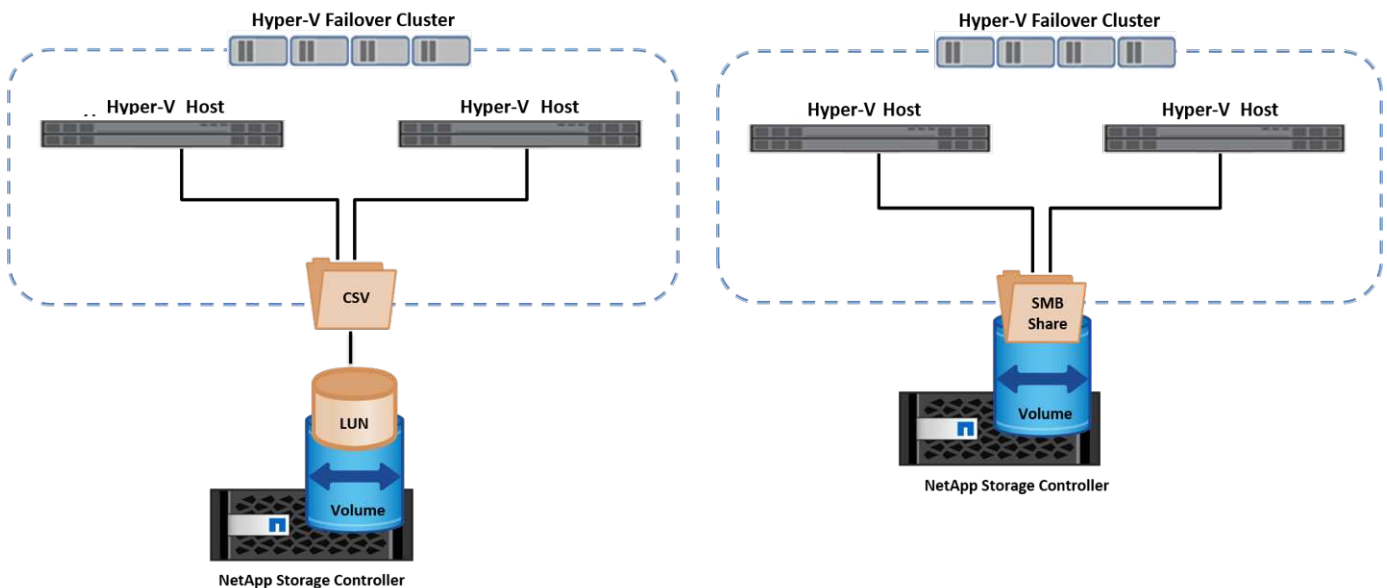 Hyper-V Failover Cluster
Hyper-V Host
Hyper-V Host
CSV
LUN
Volume
NetApp Storage Controller
Hyper-V Failover Cluster
Hyper-V Host
Hyper-V Host
SMB
Share
Volume
NetApp Storage Controller